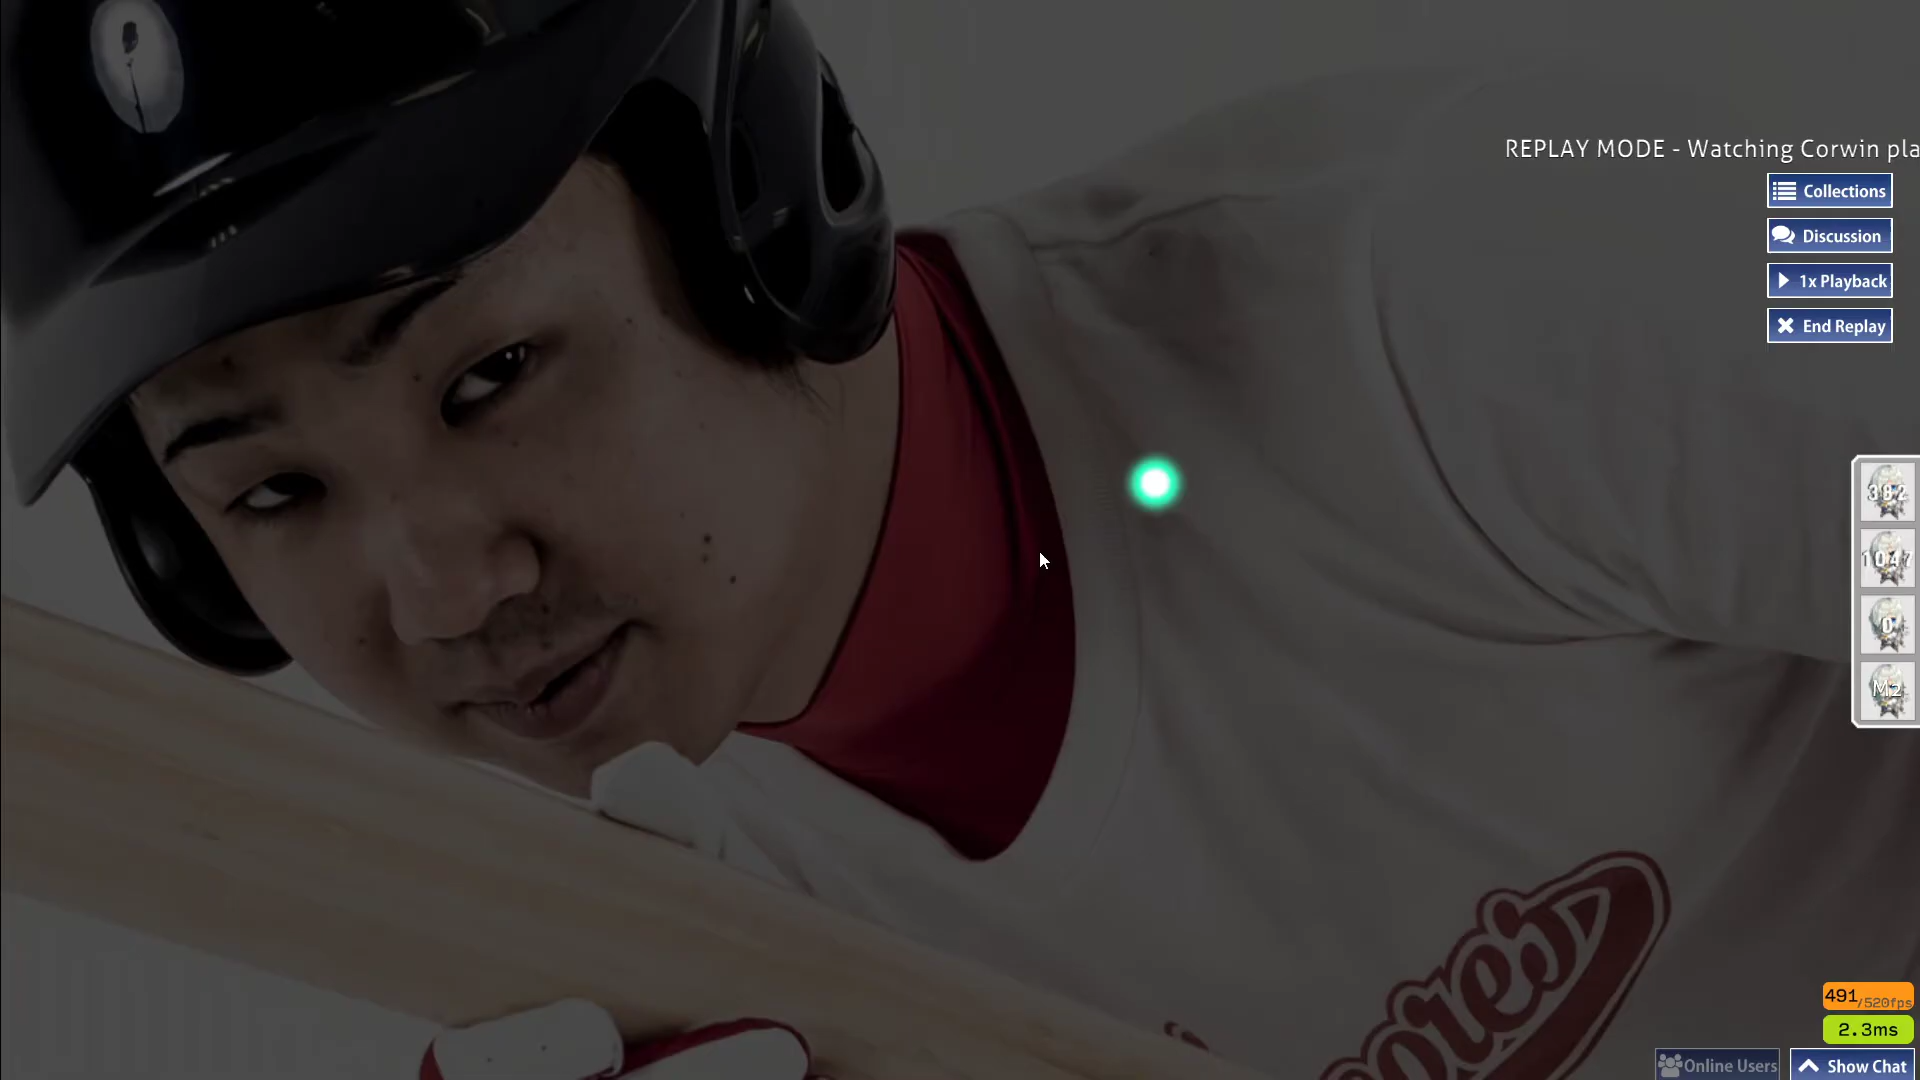 REPLAY MODE - Watching Corwin pla
Collections
Discussion
1x Playback
End Replay
382
1047
0
M2
ores
491/520fps
2.3ms
Online Users
Show Chat